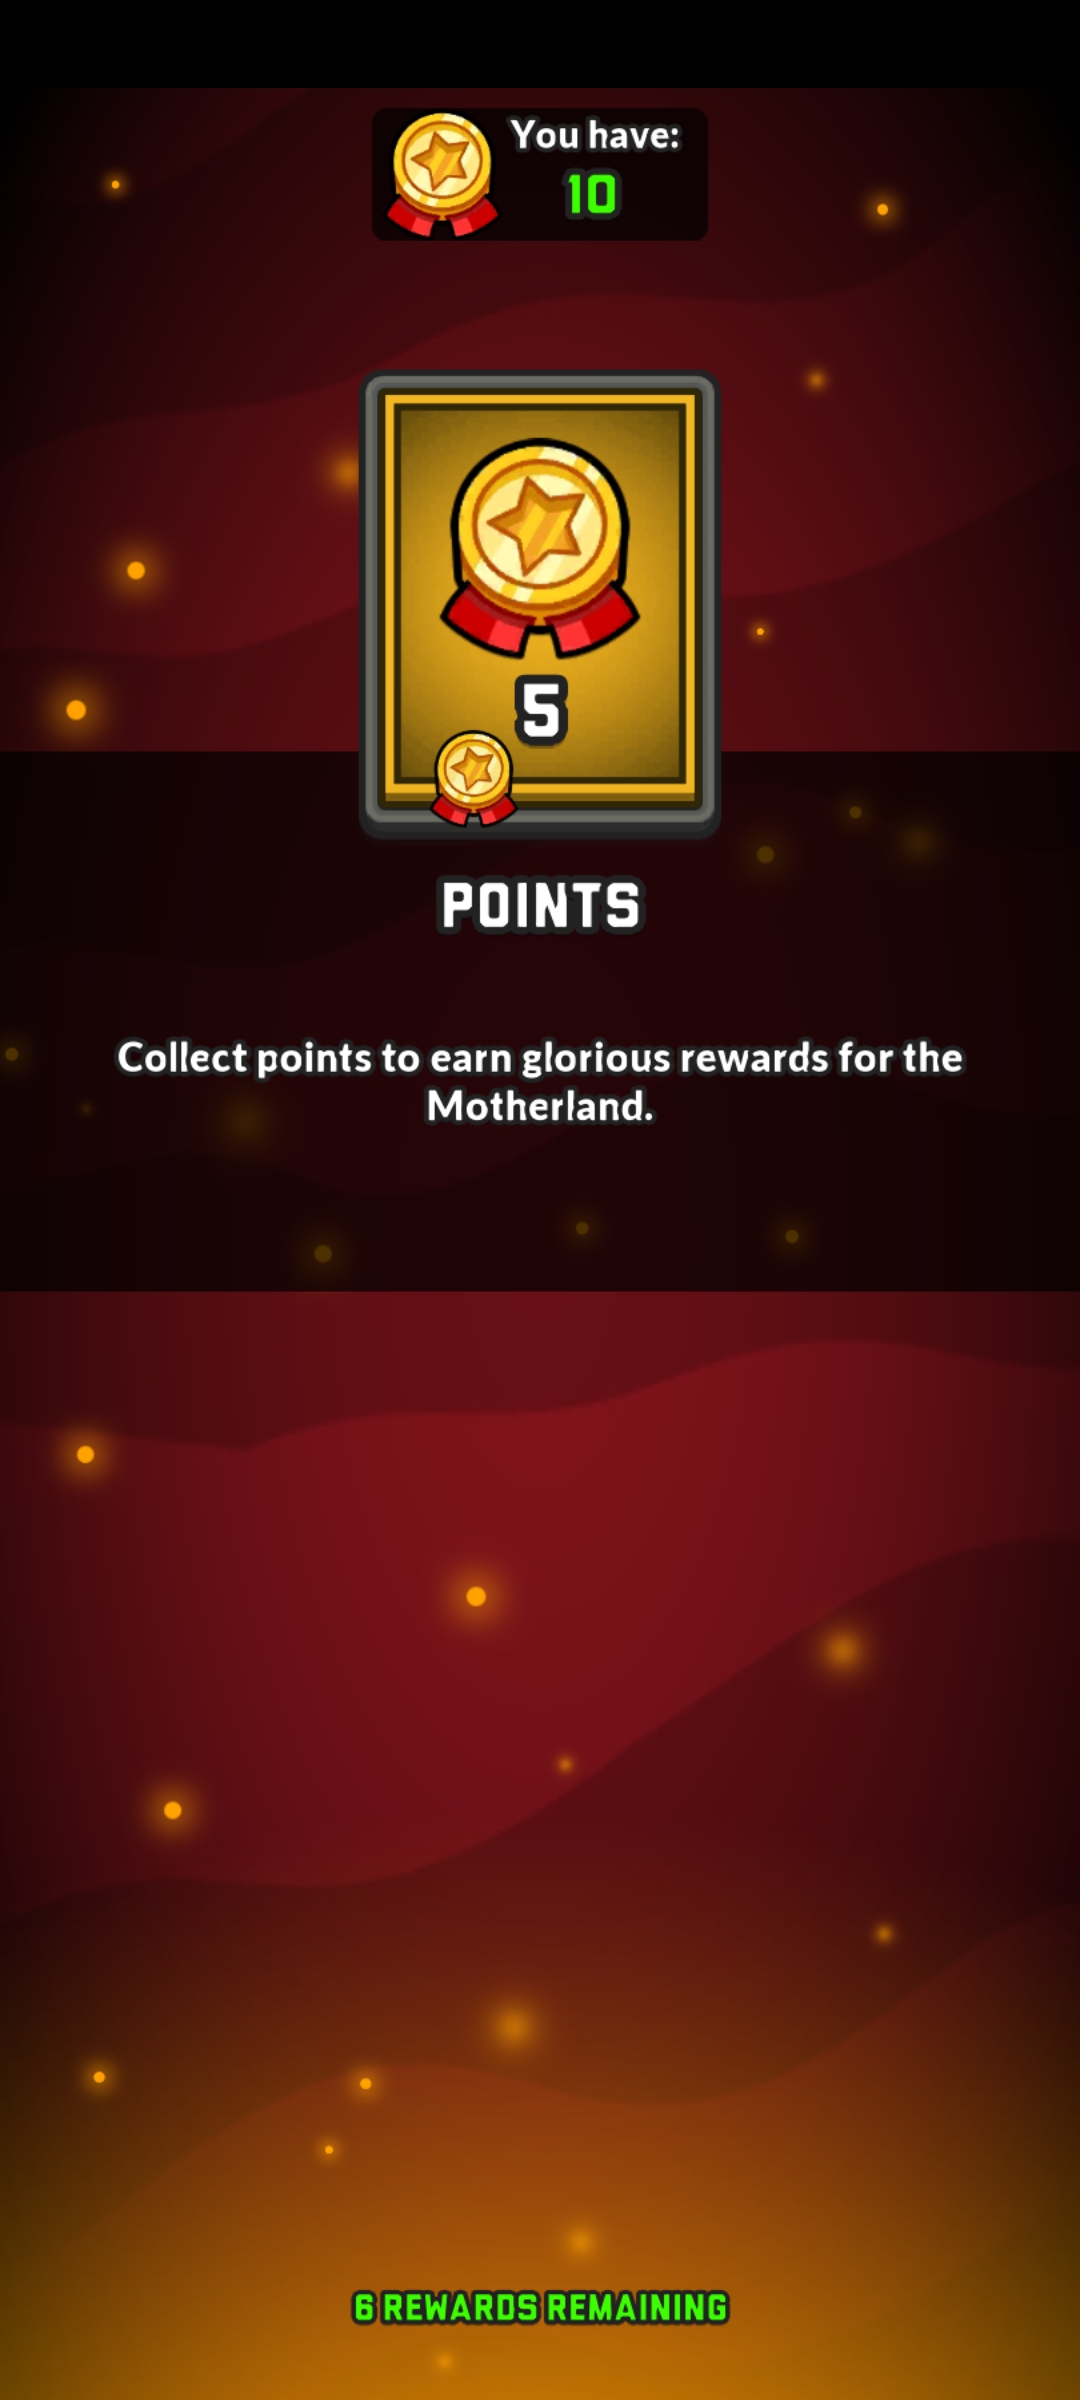 You have:
10
5
POINTS
Collect points to earn glorious rewards for the
Motherland.
6 REWARDS REMAINING